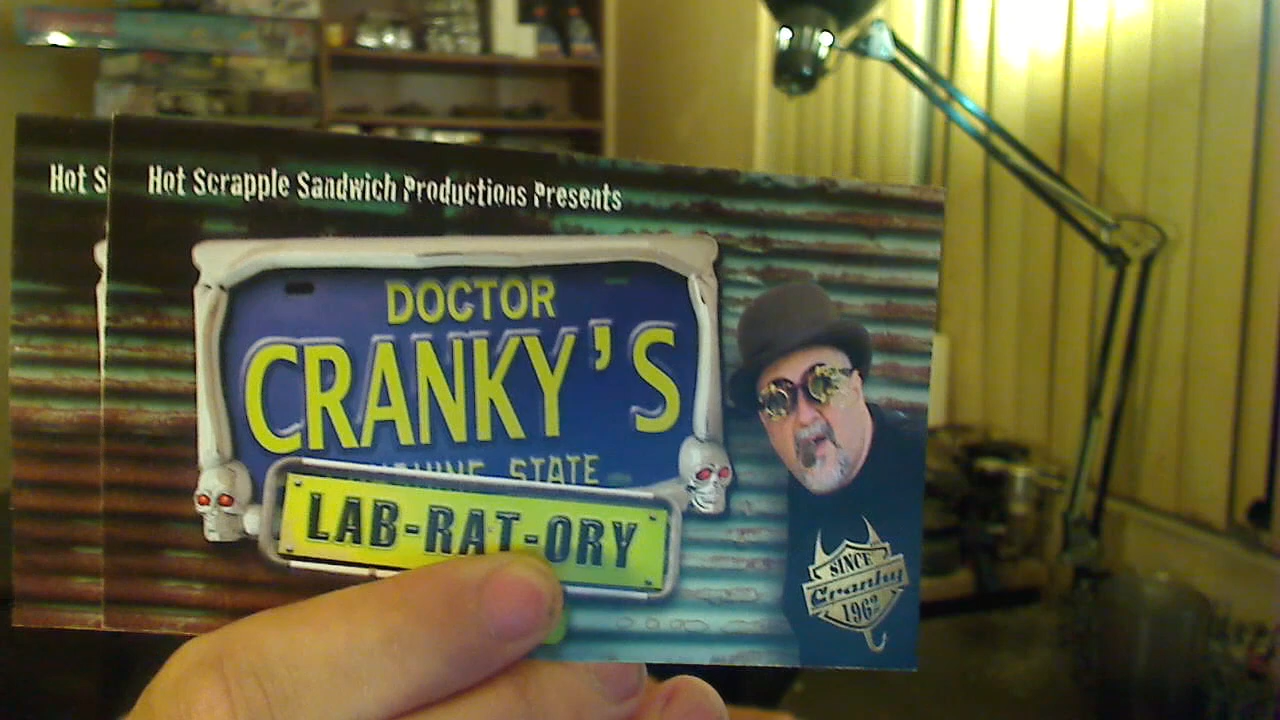 Hot S
Hot Scrapple Sandwich Productions Presents
DOCTOR
CRANKY'S
STATE
LAB-RAT-ORY
SINCE
Cranky
1962